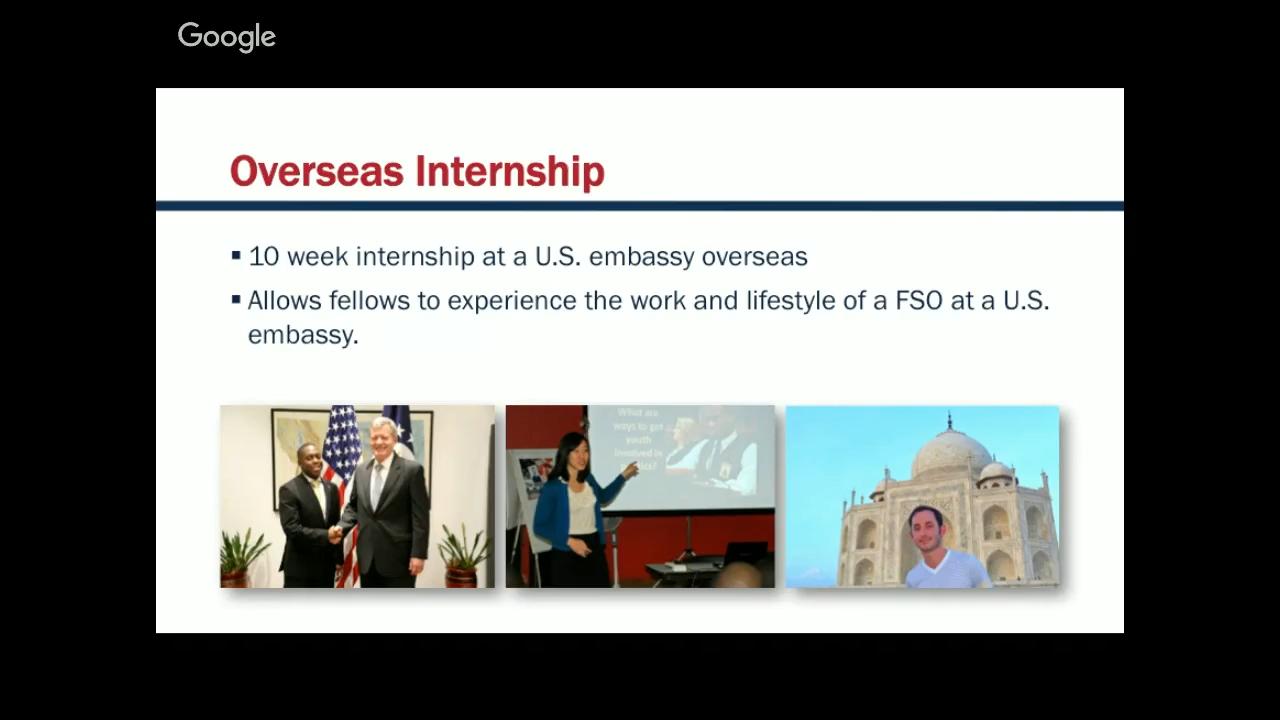 Google
Overseas Internship
▪ 10 week internship at a U.S. embassy overseas
▪ Allows fellows to experience the work and lifestyle of a FSO at a U.S.
embassy.
What are
ways to get
youth
involved in